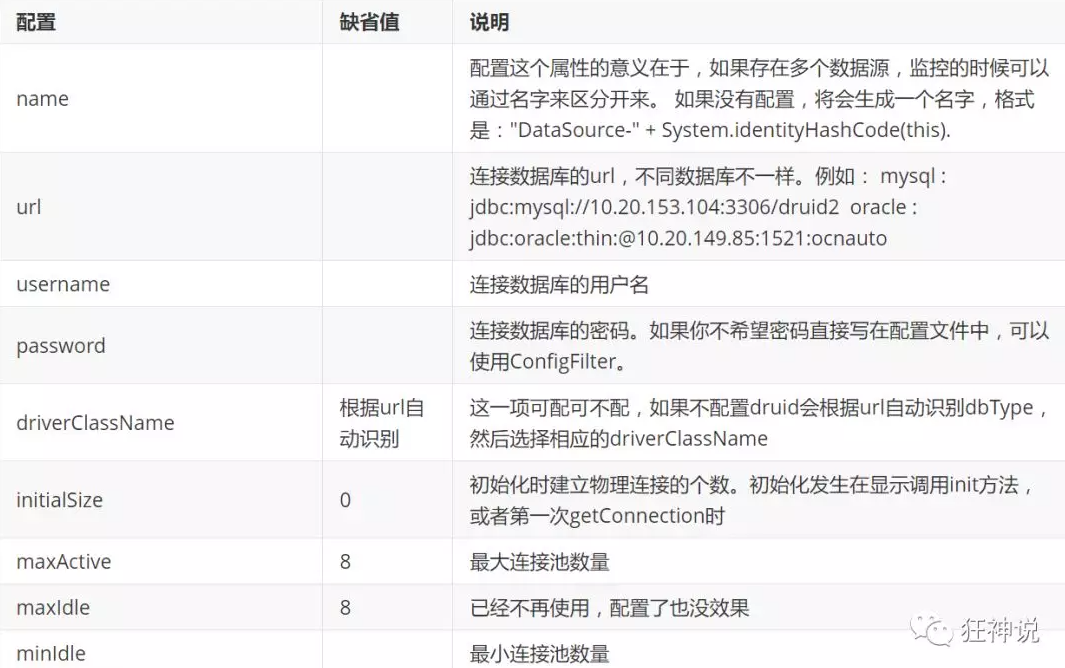 配置 缺省值 说明
name
配置这个属性的意义在于，如果存在多个数据源，监控的时候可以
通过名字来区分开来。 如果没有配置，将会生成一个名字，格式
是："DataSource-" + System.identityHashCode(this).
url
连接数据库的url，不同数据库不一样。例如： mysql :
jdbc:mysql://10.20.153.104:3306/druid2 oracle :
jdbc:oracle:thin:@10.20.149.85:1521:ocnauto
username 连接数据库的用户名
password
连接数据库的密码。如果你不希望密码直接写在配置文件中，可以
使用ConfigFilter。
driverClassName
根据url自
动识别
这一项可配可不配，如果不配置druid会根据url自动识别dbType，
然后选择相应的driverClassName
initialSize 0
初始化时建立物理连接的个数。初始化发生在显示调用init方法，
或者第一次getConnection时
maxActive 8 最大连接池数量
maxIdle 8 已经不再使用，配置了也没效果
minIdle 最小连接池数量
狂神说